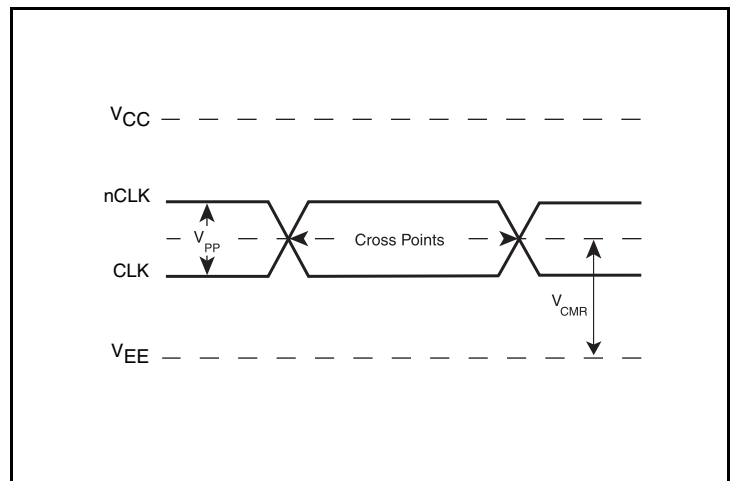 VCC
nCLK
VPP
Cross Points
CLK
VCMR
VEE